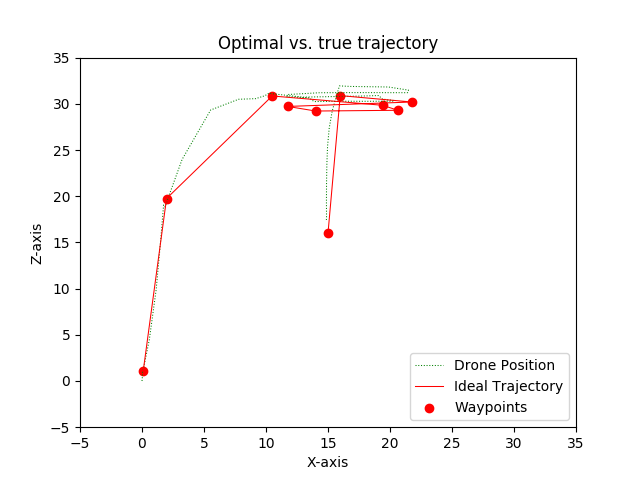 Optimal vs. true trajectory
35
30
25
20
15
10
5
0
−5
Z-axis
−5 0 5 10 15 20 25 30 35
X-axis
Drone Position
Ideal Trajectory
Waypoints